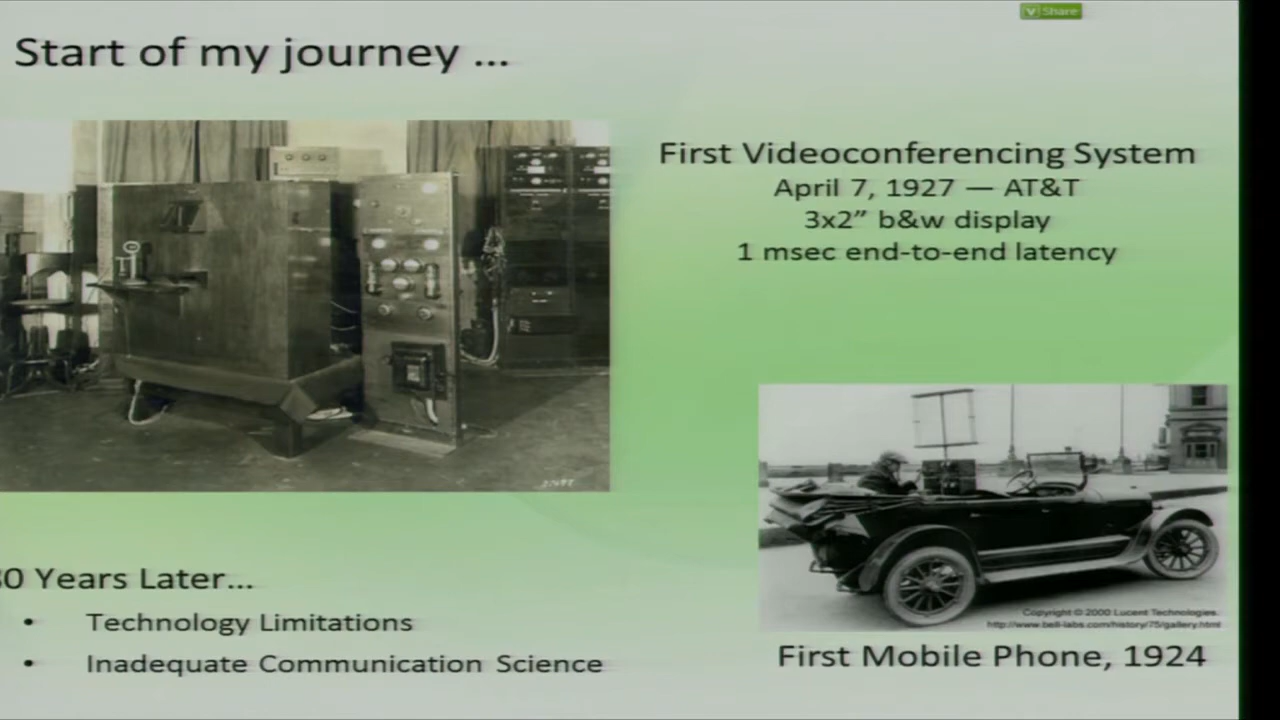 Share
Start of my journey ...
First Videoconferencing System
April 7, 1927 — AT&T
3x2” b&w display
1 msec end-to-end latency
0 Years Later...
• Technology Limitations
• Inadequate Communication Science
Copyright © 2000 Lucent Technologies.
http://www.bell-labs.com/history/75/gallery.html
First Mobile Phone, 1924